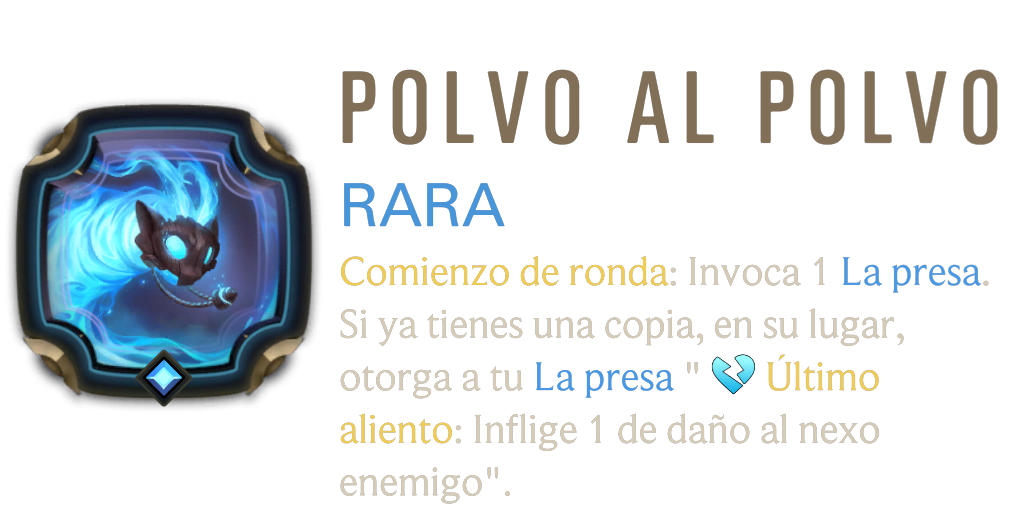 POLVO AL POLVO
RARA
Comienzo de ronda: Invoca 1 La presa.
Si ya tienes una copia, en su lugar,
otorga a tu La presa " Último
aliento: Inflige 1 de daño al nexo
enemigo".